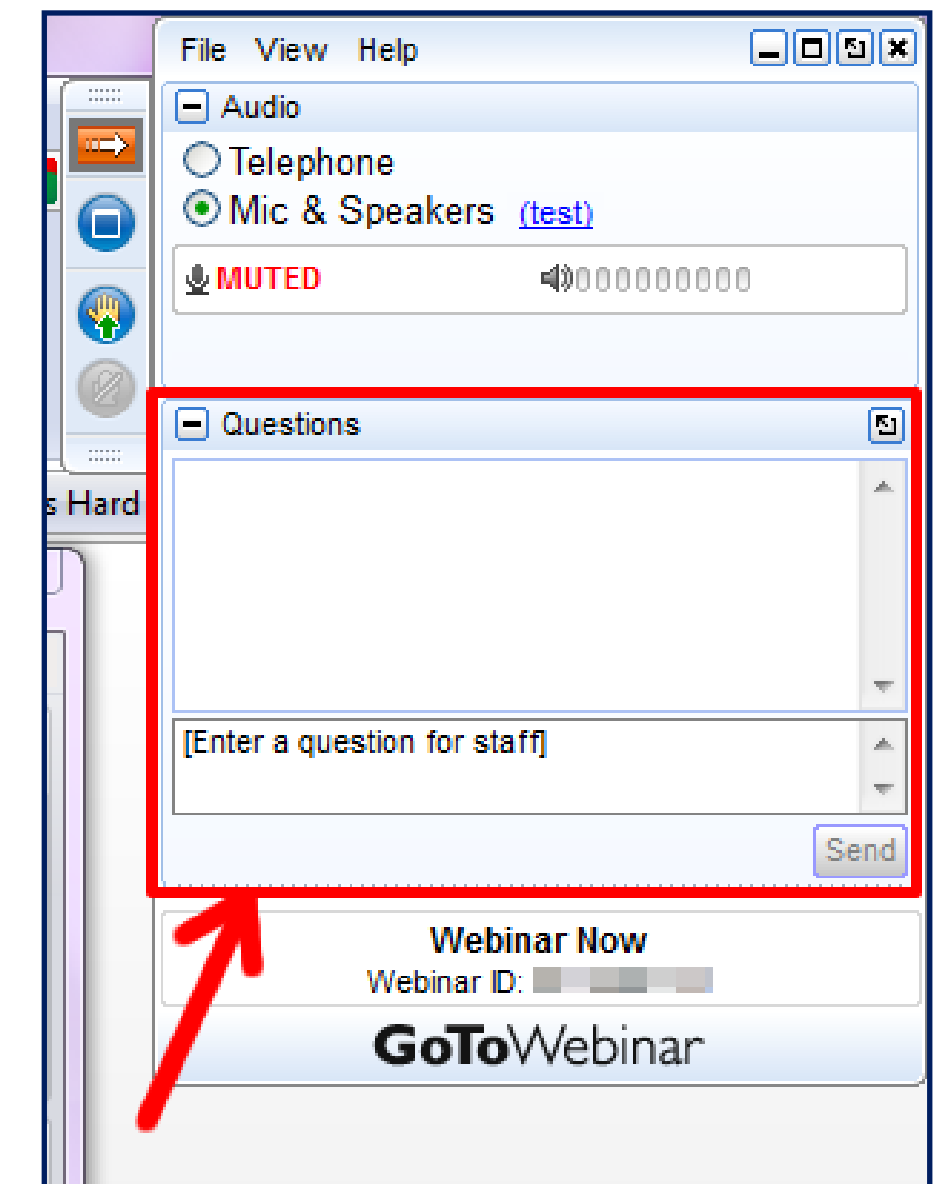 File View Help
Audio
Telephone
Mic & Speakers (test)
MUTED
Questions
s Hard
[Enter a question for staff]
Send
Webinar Now
Webinar ID:
GoToWebinar